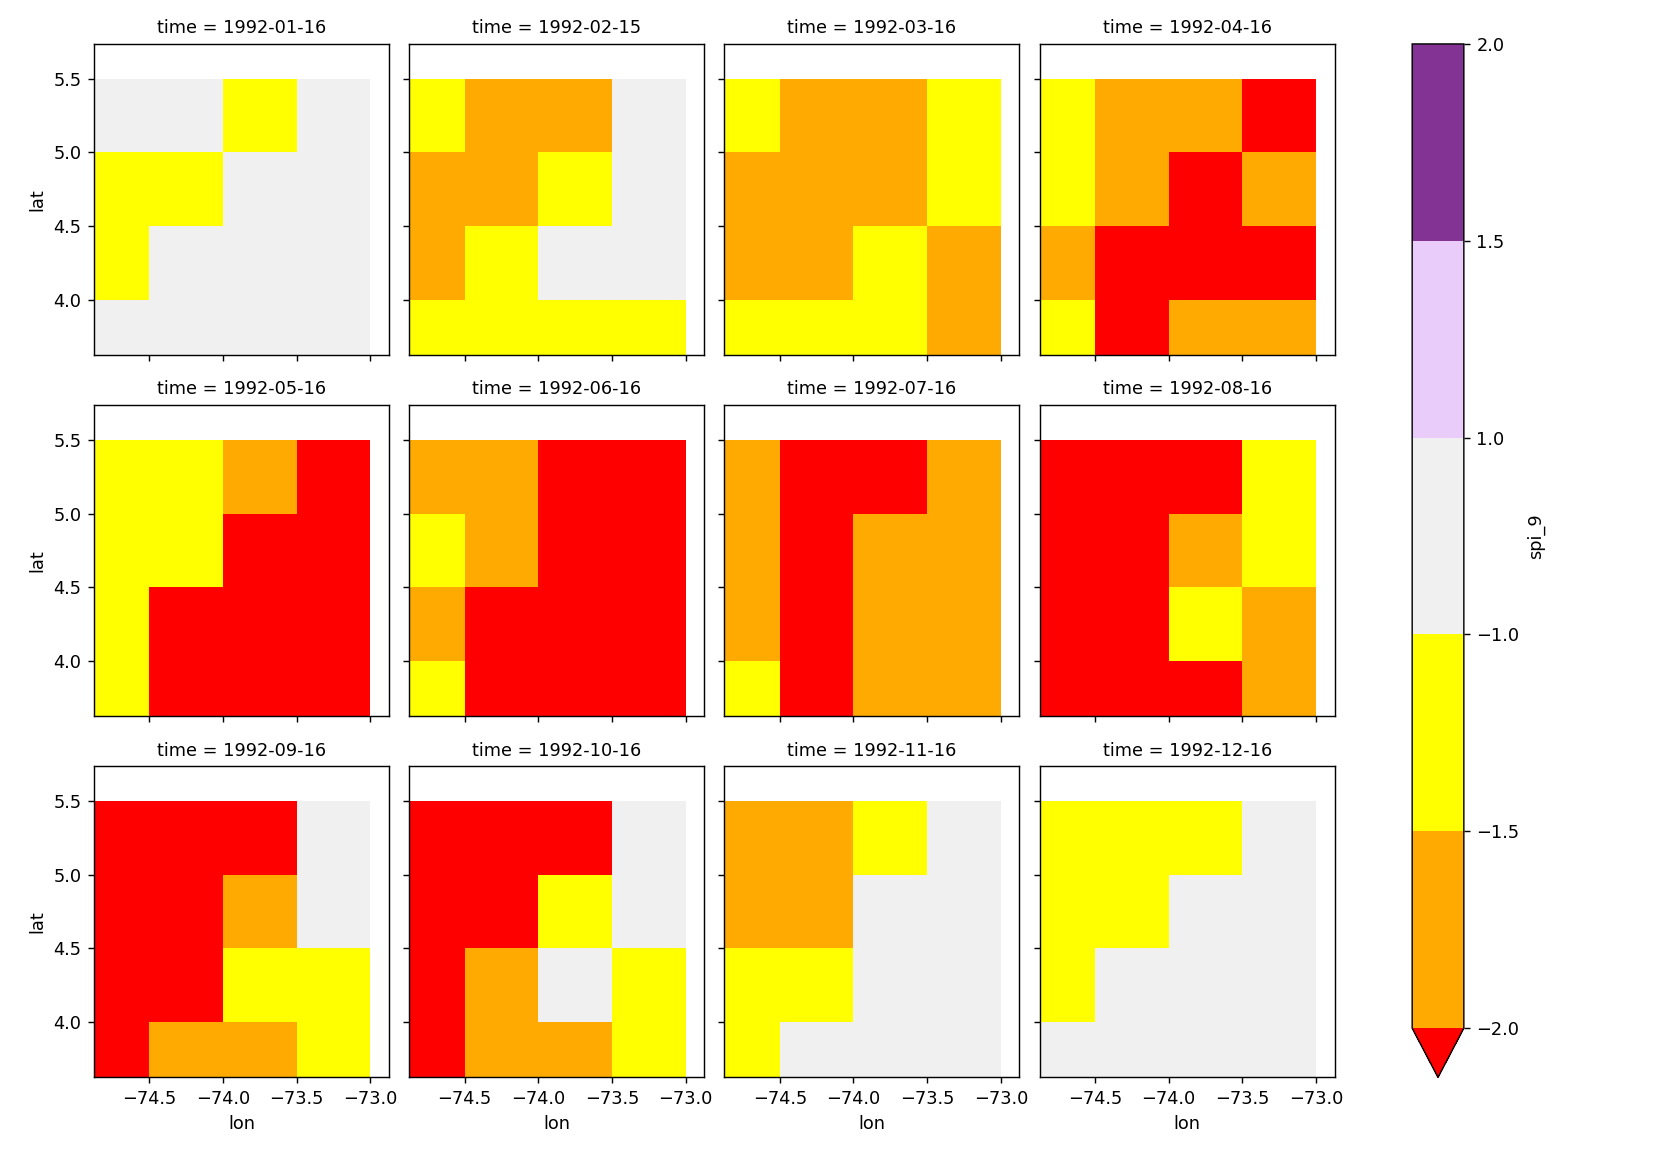 time = 1992-01-16
time = 1992-02-15
time = 1992-03-16
time = 1992-04-16
5.5
5.0
4.5
4.0
lat
time = 1992-05-16
time = 1992-06-16
time = 1992-07-16
time = 1992-08-16
5.5
5.0
4.5
4.0
lat
time = 1992-09-16
time = 1992-10-16
time = 1992-11-16
time = 1992-12-16
5.5
5.0
4.5
4.0
lat
−74.5 −74.0 −73.5 −73.0
lon
−74.5 −74.0 −73.5 −73.0
lon
−74.5 −74.0 −73.5 −73.0
lon
−74.5 −74.0 −73.5 −73.0
lon
2.0
1.5
1.0
−1.0
−1.5
−2.0
spi_9